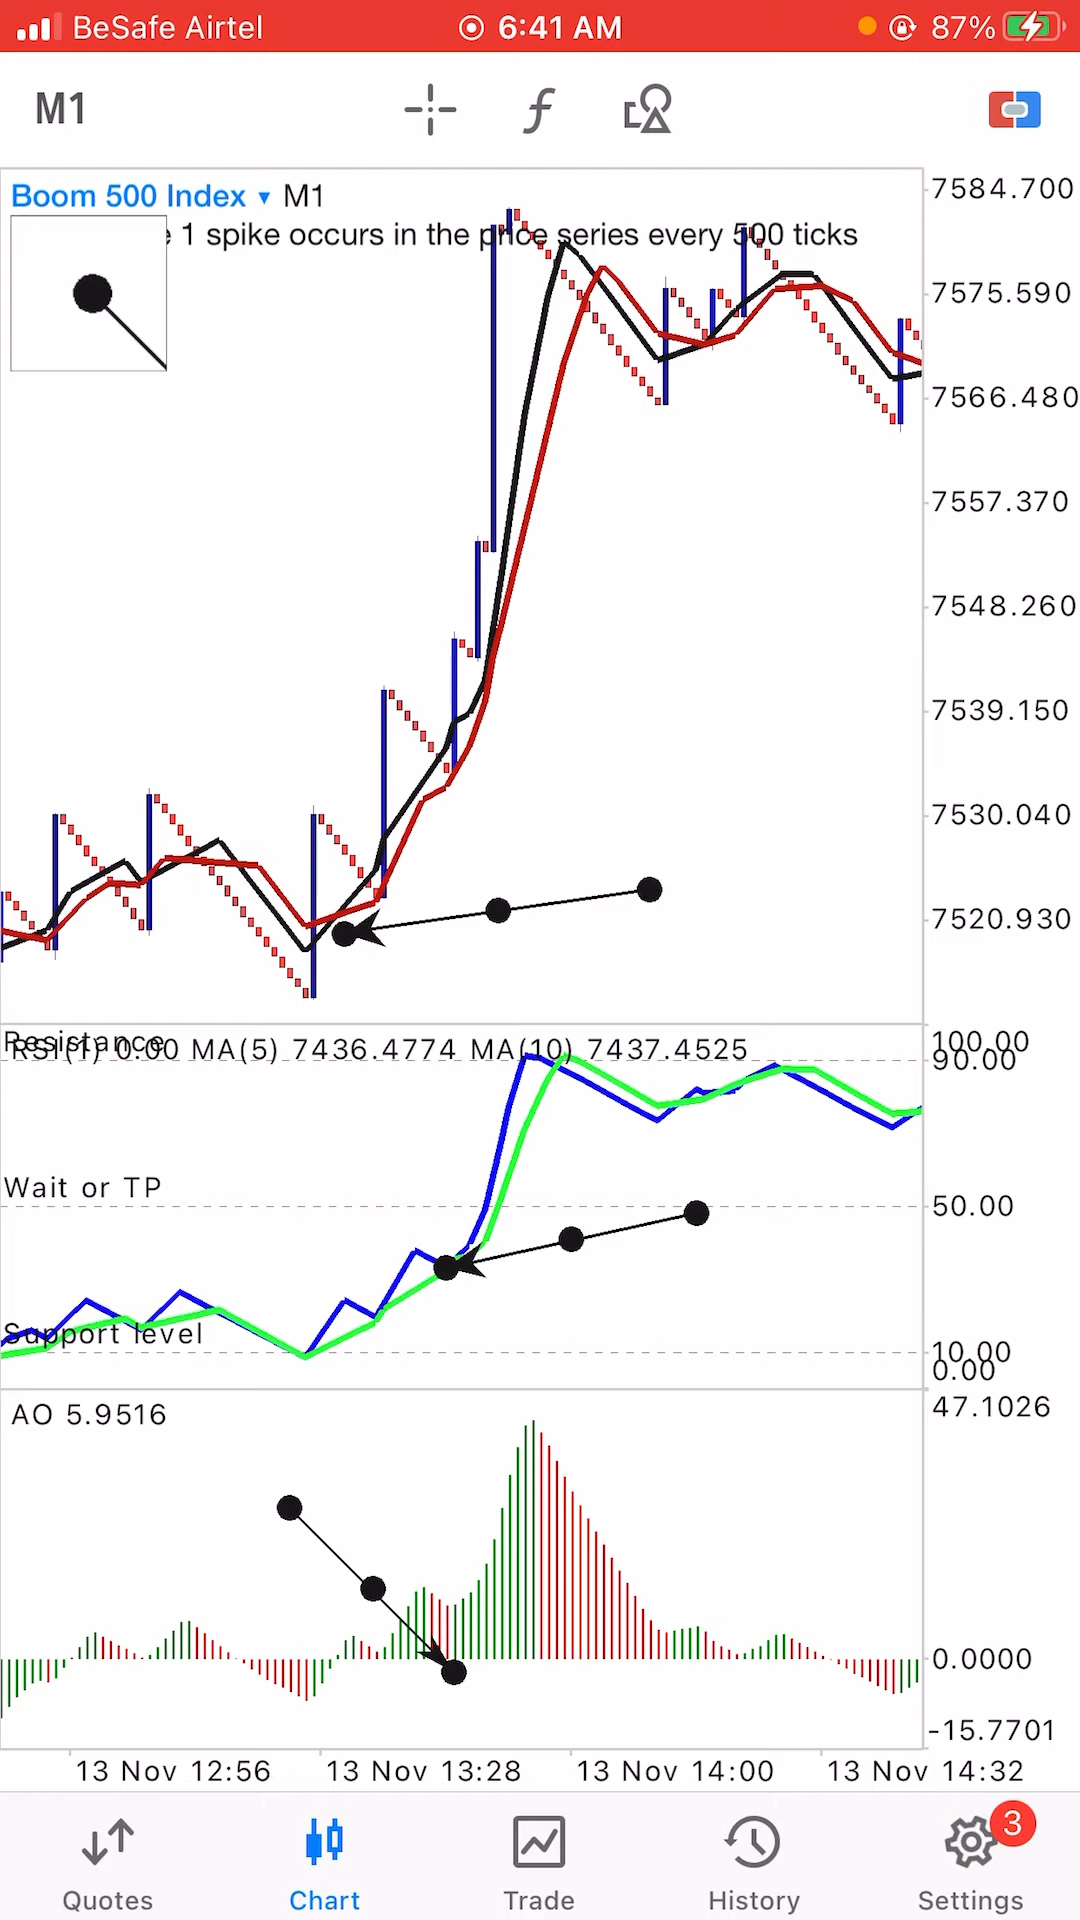 BeSafe Airtel 6:41 AM 87%
M1
Boom 500 Index ▾ M1
1 spike occurs in the price series every 500 ticks
7584.700
7575.590
7566.480
7557.370
7548.260
7539.150
7530.040
7520.930
Resistance
RSI(1) 0.00 MA(5) 7436.4774 MA(10) 7437.4525
100.00
90.00
Wait or TP
50.00
Support level
10.00
0.00
AO 5.9516
47.1026
0.0000
-15.7701
13 Nov 12:56 13 Nov 13:28 13 Nov 14:00 13 Nov 14:32
3
Quotes Chart Trade History Settings